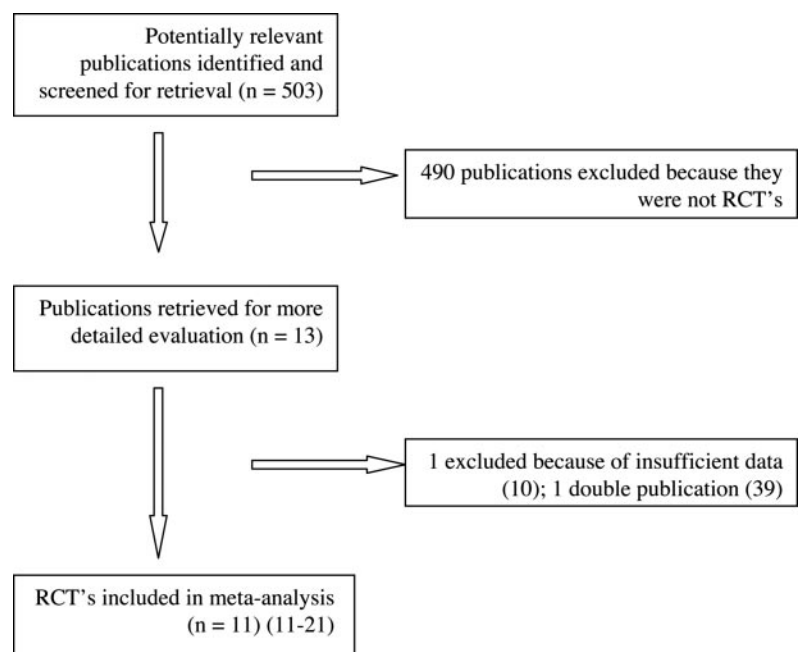 Potentially relevant
publications identified and
screened for retrieval (n = 503)
490 publications excluded because they
were not RCT's
Publications retrieved for more
detailed evaluation (n = 13)
1 excluded because of insufficient data
(10); 1 double publication (39)
RCT's included in meta-analysis
(n = 11) (11-21)